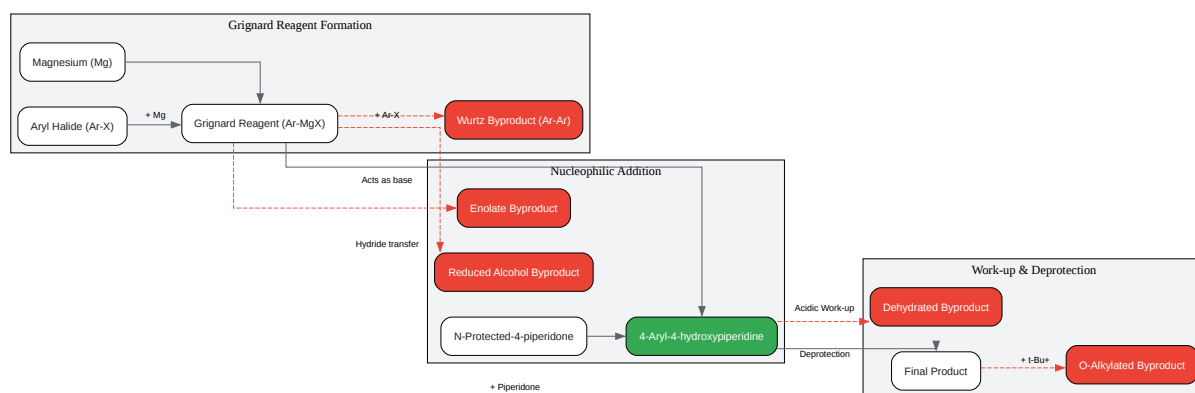 Grignard Reagent Formation
Magnesium (Mg)
Aryl Halide (Ar-X)
+ Mg
Grignard Reagent (Ar-MgX)
+ Ar-X
Wurtz Byproduct (Ar-Ar)
Nucleophilic Addition
Acts as base
Enolate Byproduct
Hydride transfer
Reduced Alcohol Byproduct
N-Protected-4-piperidone
4-Aryl-4-hydroxypiperidine
+ Piperidone
Work-up & Deprotection
Acidic Work-up
Dehydrated Byproduct
Deprotection
Final Product
+ t-Bu+
O-Alkylated Byproduct